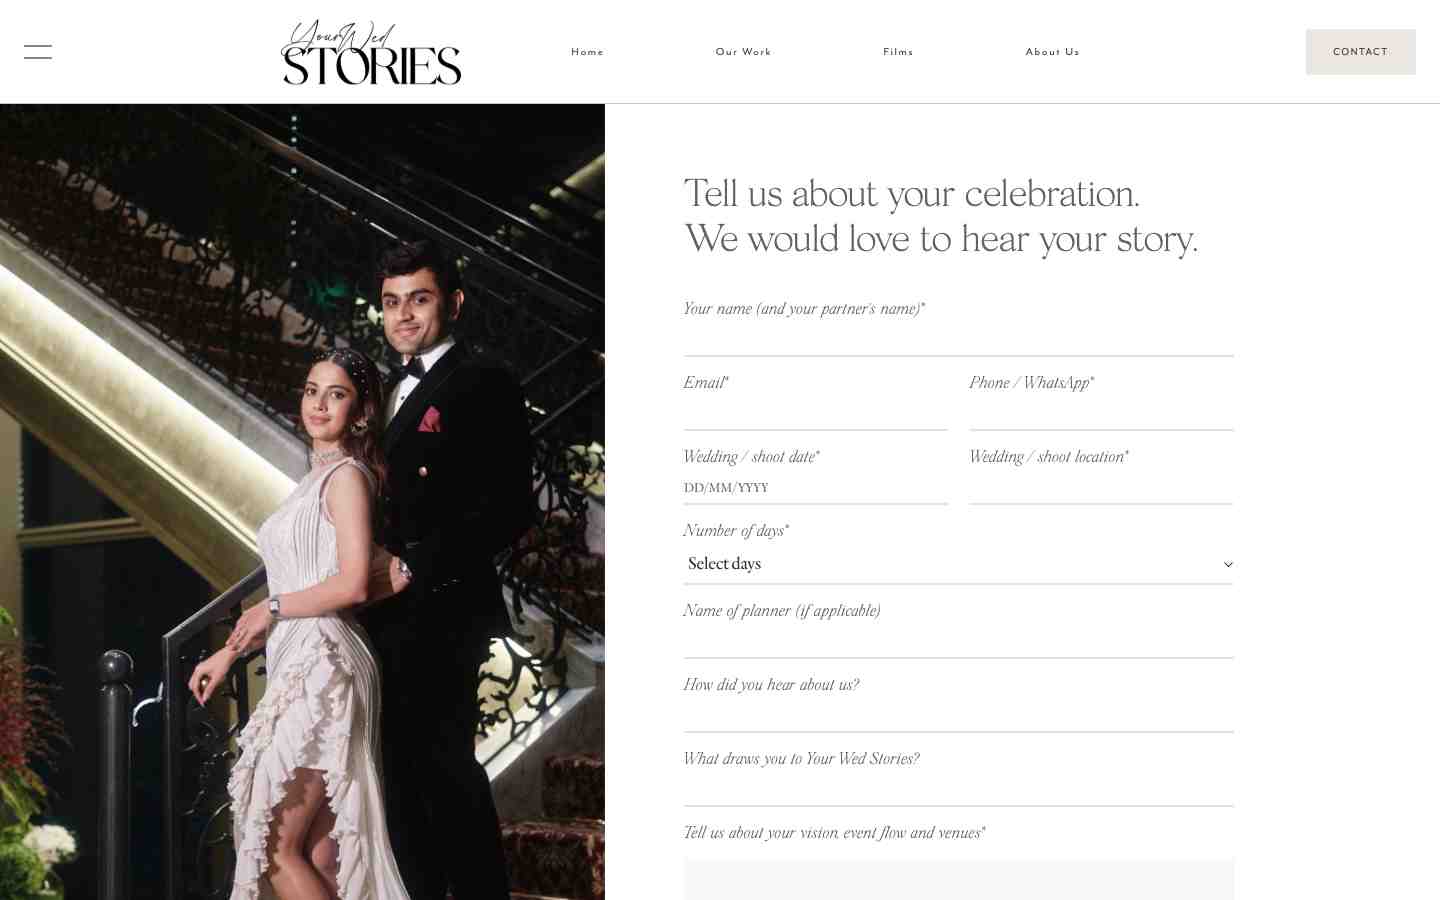 YourWed
STORIES
Home
Our Work
Films
About Us
CONTACT
Tell us about your celebration.
We would love to hear your story.
Your name (and your partner's name)*
Email*
Phone / WhatsApp*
Wedding / shoot date*
Wedding / shoot location*
DD/MM/YYYY
Number of days*
Select days
Name of planner (if applicable)
How did you hear about us?
What draws you to Your Wed Stories?
Tell us about your vision, event flow and venues*